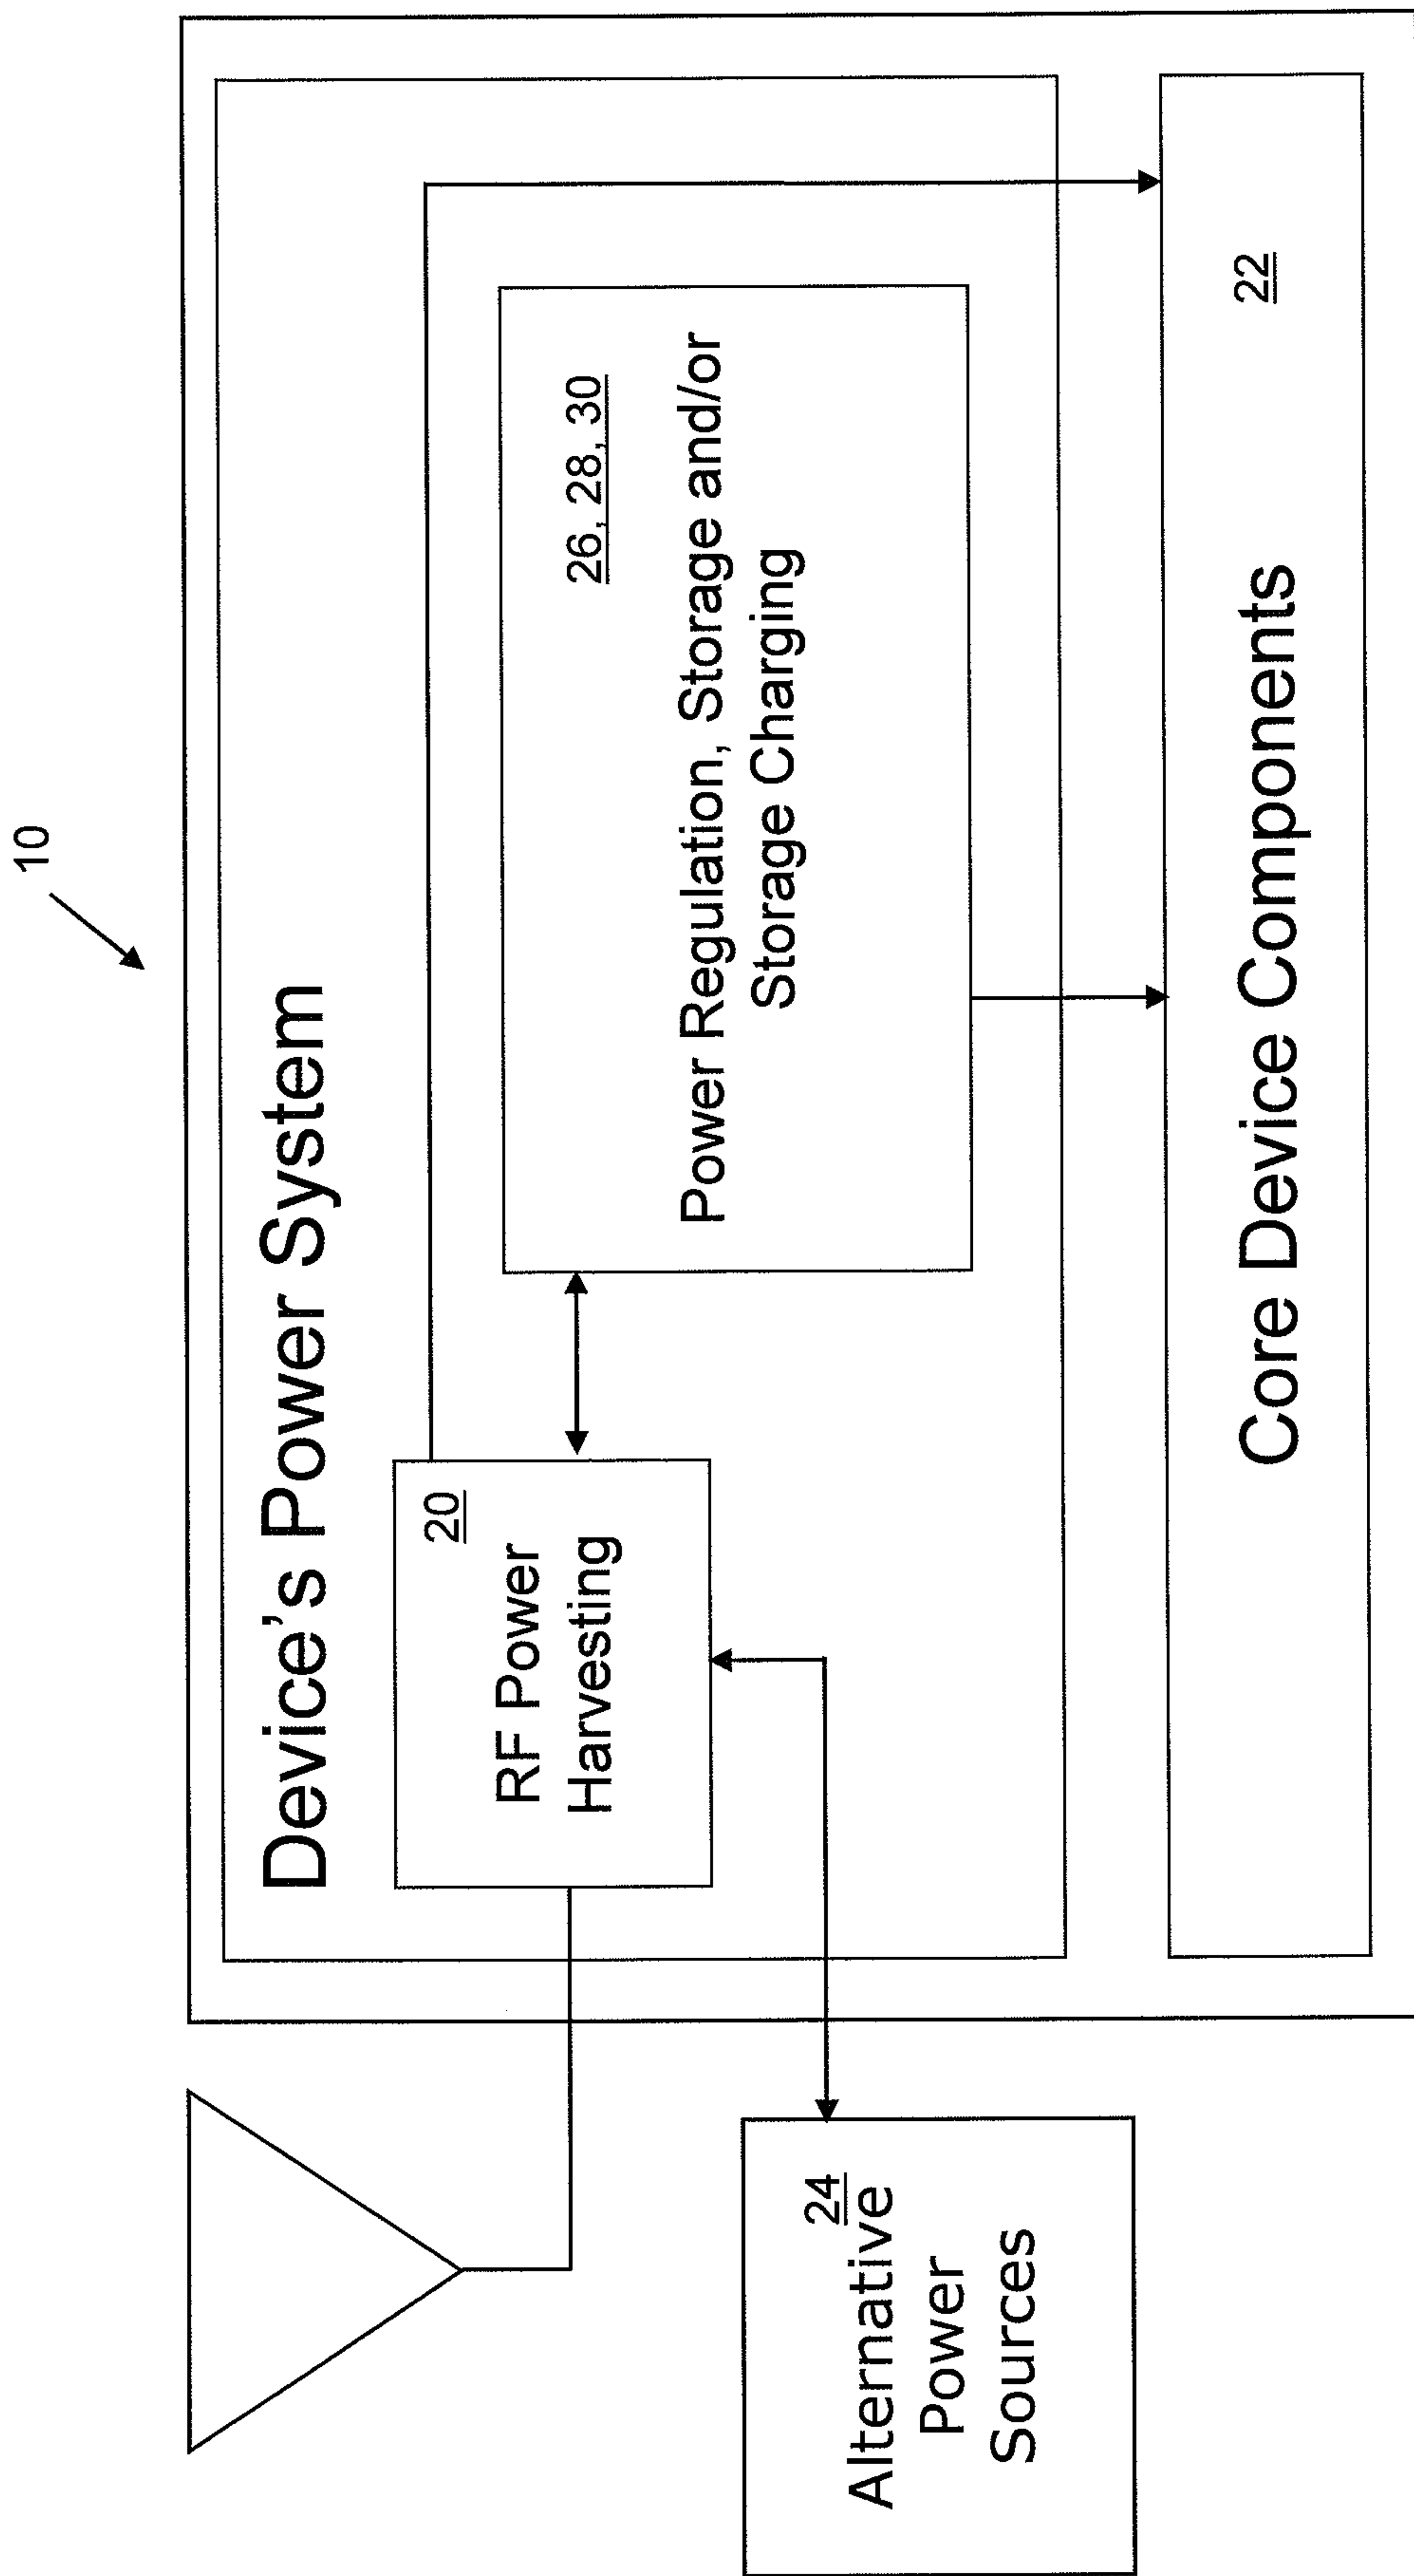 10
Device's Power System
20
RF Power
Harvesting
26, 28, 30
Power Regulation, Storage and/or
Storage Charging
24
Alternative
Power
Sources
22
Core Device Components